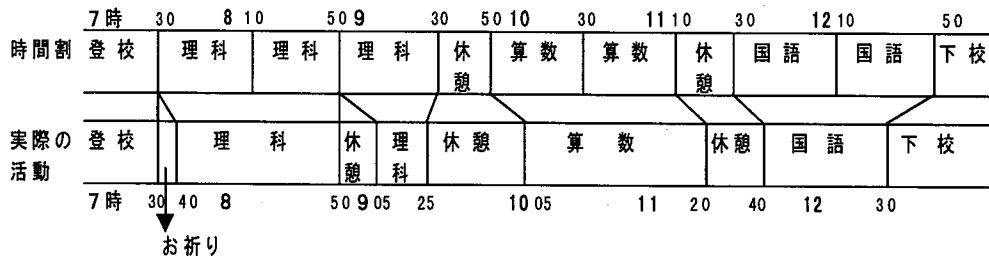 7時 30 8 10 50 9 30 50 10 30 11 10 30 12 10 50
時間割 登校 理科 理科 理科 休憩 算数 算数 休憩 国語 国語 下校
実際の活動 登校 理科 休憩 理科 休憩 算数 休憩 国語 下校
7時 30 40 8 50 9 05 25 10 05 11 20 40 12 30
お祈り